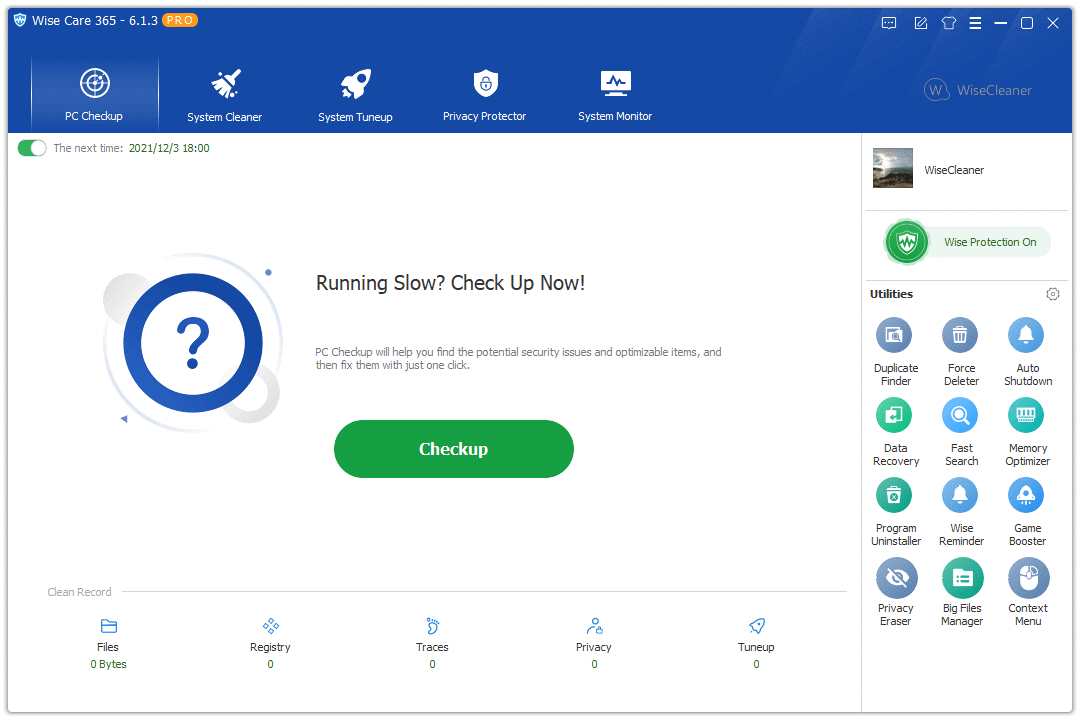 Wise Care 365 - 6.1.3 PRO
PC Checkup
System Cleaner
System Tuneup
Privacy Protector
System Monitor
W WiseCleaner
The next time: 2021/12/3 18:00
?
Running Slow? Check Up Now!
PC Checkup will help you find the potential security issues and optimizable items, and
then fix them with just one click.
Checkup
Clean Record
Files
0 Bytes
Registry
0
Traces
0
Privacy
0
Tuneup
0
WiseCleaner
Wise Protection On
Utilities
Duplicate
Finder
Force
Deleter
Auto
Shutdown
Data
Recovery
Fast
Search
Memory
Optimizer
Program
Uninstaller
Wise
Reminder
Game
Booster
Privacy
Eraser
Big Files
Manager
Context
Menu